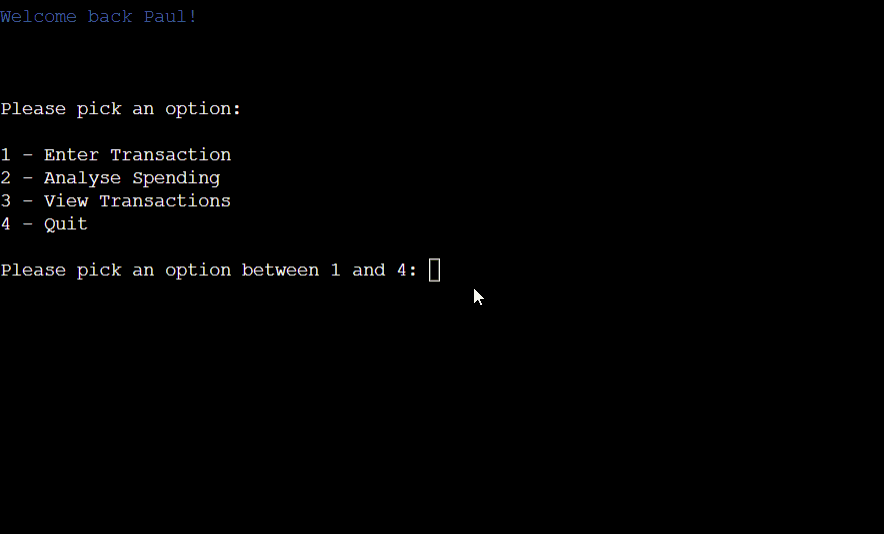 Welcome back Paul!
Please pick an option:
1 - Enter Transaction
2 - Analyse Spending
3 - View Transactions
4 - Quit
Please pick an option between 1 and 4: